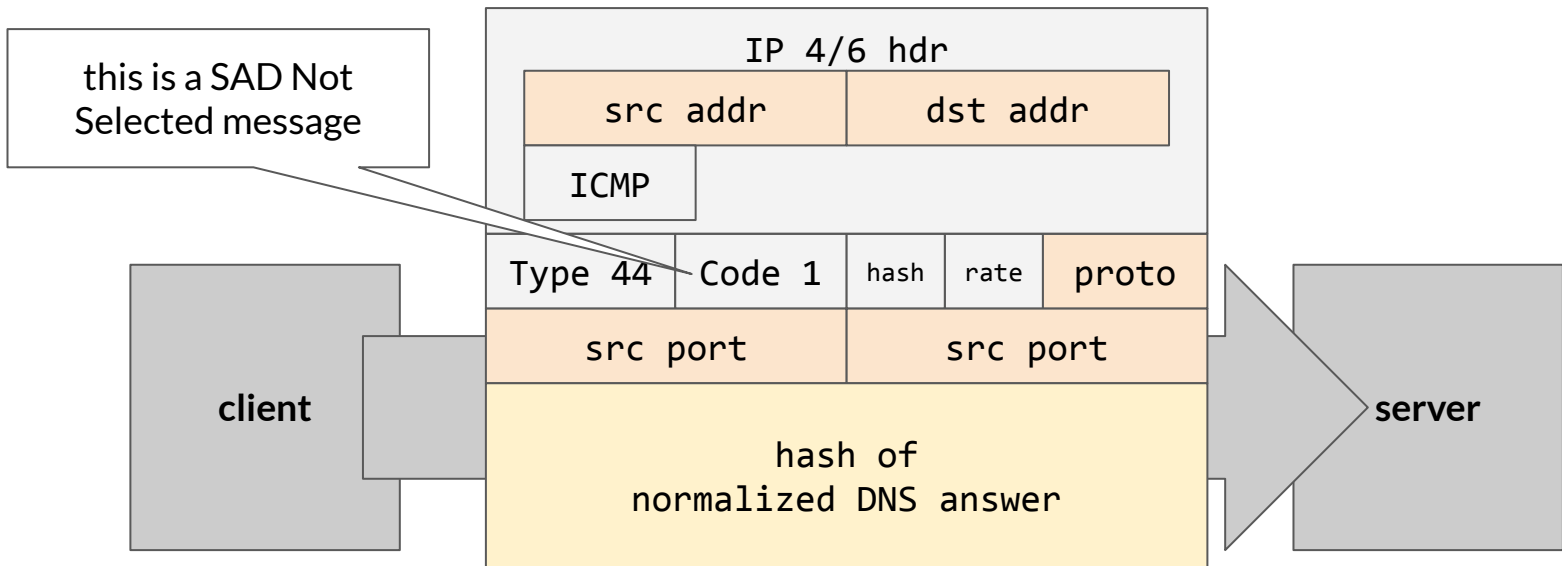 IP 4/6 hdr
this is a SAD Not
Selected message
src addr
dst addr
ICMP
Type 44
Code 1
hash
rate
proto
src port
src port
client
server
hash of
normalized DNS answer